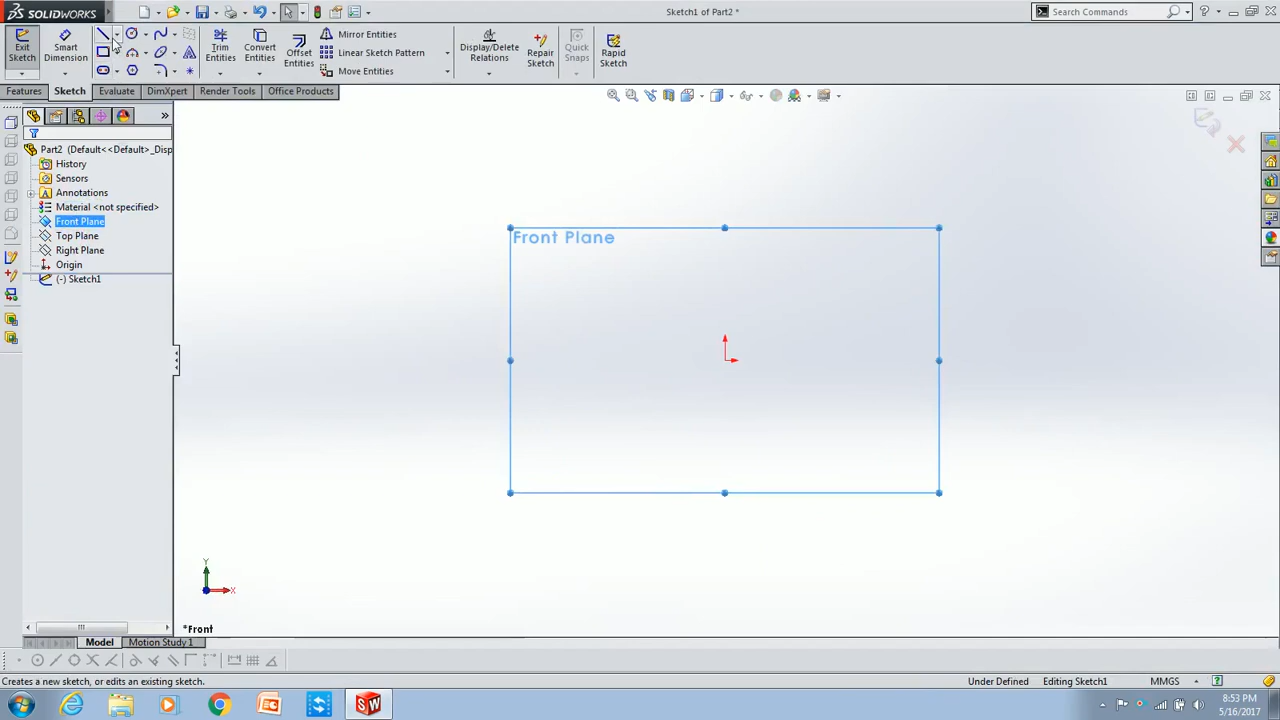 SOLIDWORKS
Sketch1 of Part2 *
Search Commands
Exit Sketch
Smart Dimension
Trim Entities
Convert Entities
Offset Entities
Mirror Entities
Linear Sketch Pattern
Move Entities
Display/Delete Relations
Repair Sketch
Quick Snaps
Rapid Sketch
Features
Sketch
Evaluate
DimXpert
Render Tools
Office Products
Part2 (Default<<Default>_Disp
History
Sensors
Annotations
Material <not specified>
Front Plane
Top Plane
Right Plane
Origin
(-) Sketch1
Front Plane
Y
X
*Front
Model
Motion Study 1
Creates a new sketch, or edits an existing sketch.
Under Defined
Editing Sketch1
MMGS
8:53 PM
5/16/2017